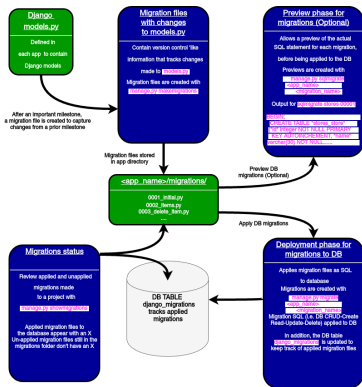 Django
models.py
Defined in
each app to contain
Django models
Migration files
with changes
to models.py
Contain version control 'like
information that tracks changes
made to models.py
Migration files are created with
manage.py makemigrations
Preview phase for
migrations (Optional)
Allows a preview of the actual
SQL statement for each migration,
before being applied to the DB
Previews are created with
manage.py sqlmigrate
<app_name>
<migration_name>
Output for sqlmigrate stores 0001
BEGIN;
CREATE TABLE "stores_store"
("id" integer NOT NULL PRIMARY
KEY AUTOINCREMENT, "name"
varchar(30) NOT NULL.....
After an important milestone,
a migration file is created to capture
changes from a prior milestone
Migration files stored
in app directory
<app_name>/migrations/
0001_initial.py
0002_items.py
0003_delete_item.py
....
Preview DB
migrations (Optional)
Apply DB migrations
Migrations status
Review applied and unapplied
migrations made
to a project with
manage.py showmigrations
Applied migration files to
the database appear with an X
Un-applied migration files still in the
migrations folder don't have an X
DB TABLE
django_migrations
tracks applied
migrations
Deployment phase for
migrations to DB
Applies migration files as SQL
to database
Migrations are created with
manage.py migrate
<app_name>
<migration_name>
Migration SQL (i.e. DB CRUD-Create
Read-Update-Delete) applied to DB
In addition, the DB table
django_migrations is updated to
keep track of applied migration files